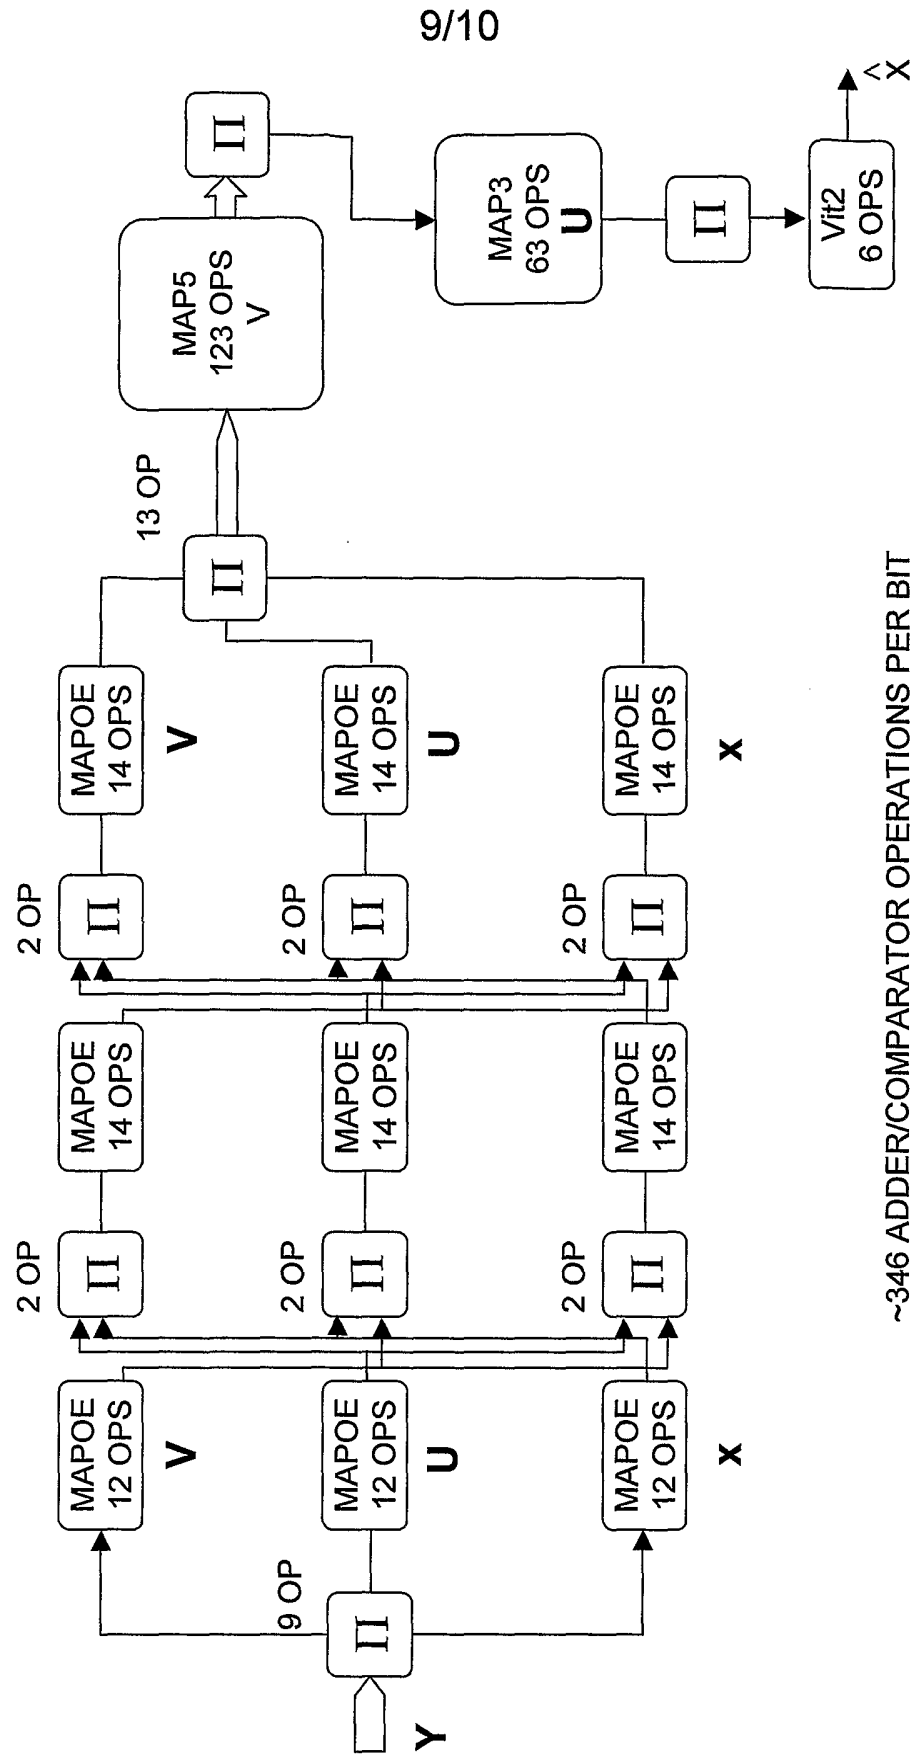 9/10
Y
Π
9 OP
MAPOE
12 OPS
V
MAPOE
12 OPS
U
MAPOE
12 OPS
x
2 OP
Π
2 OP
Π
2 OP
Π
MAPOE
14 OPS
MAPOE
14 OPS
MAPOE
14 OPS
2 OP
Π
2 OP
Π
2 OP
Π
MAPOE
14 OPS
V
MAPOE
14 OPS
U
MAPOE
14 OPS
x
13 OP
Π
MAP5
123 OPS
V
Π
MAP3
63 OPS
U
Π
Vit2
6 OPS
X̂
~346 ADDER/COMPARATOR OPERATIONS PER BIT